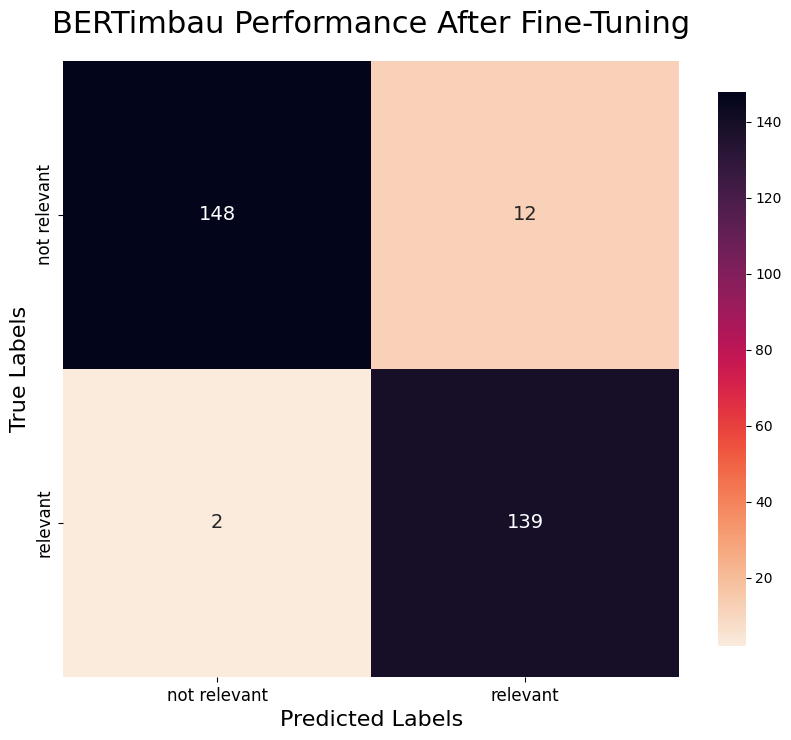 BERTimbau Performance After Fine-Tuning
True Labels
not relevant
148
12
relevant
2
139
not relevant
relevant
Predicted Labels
140
120
100
80
60
40
20